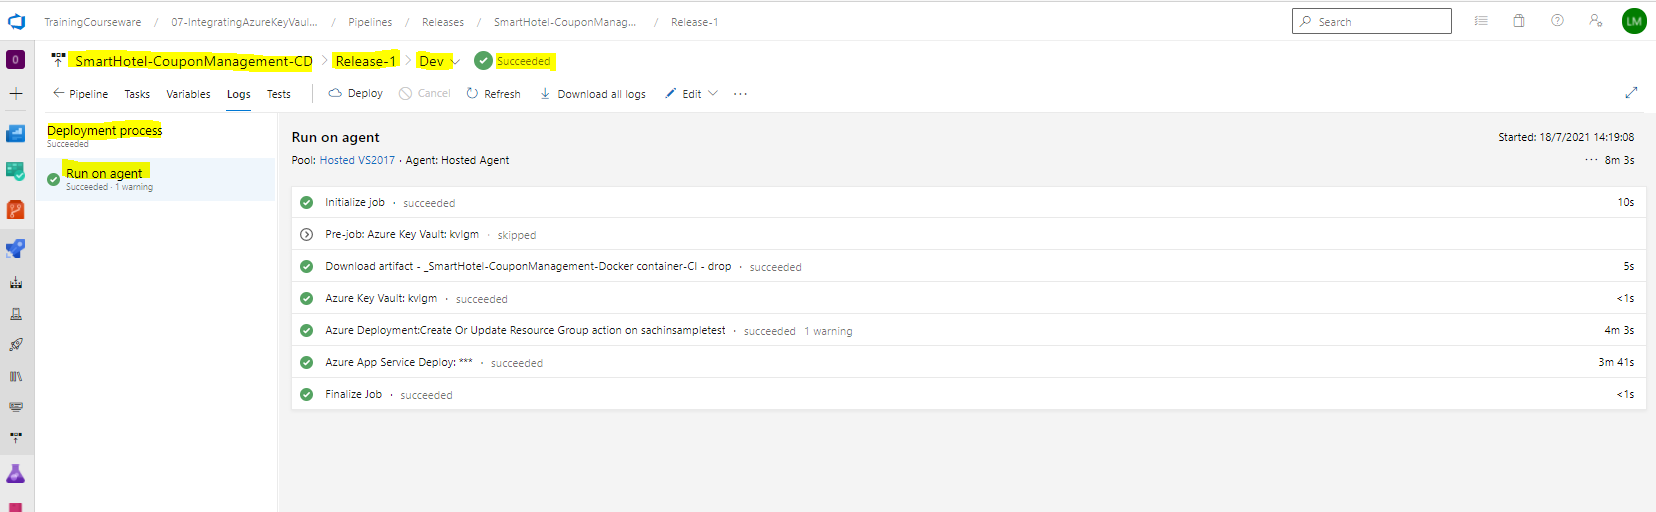 TrainingCourseware / 07-IntegratingAzureKeyVaul... / Pipelines / Releases / SmartHotel-CouponManag... / Release-1
Search
LM
O
SmartHotel-CouponManagement-CD > Release-1 > Dev Succeeded
Pipeline Tasks Variables Logs Tests Deploy Cancel Refresh Download all logs Edit ...
Deployment process
Succeeded
Run on agent
Succeeded · 1 warning
Run on agent
Started: 18/7/2021 14:19:08
Pool: Hosted VS2017 · Agent: Hosted Agent
... 8m 3s
Initialize job · succeeded 10s
Pre-job: Azure Key Vault: kvlgm · skipped
Download artifact - _SmartHotel-CouponManagement-Docker container-CI - drop · succeeded 5s
Azure Key Vault: kvlgm · succeeded <1s
Azure Deployment:Create Or Update Resource Group action on sachinsampletest · succeeded 1 warning 4m 3s
Azure App Service Deploy: *** · succeeded 3m 41s
Finalize Job · succeeded <1s